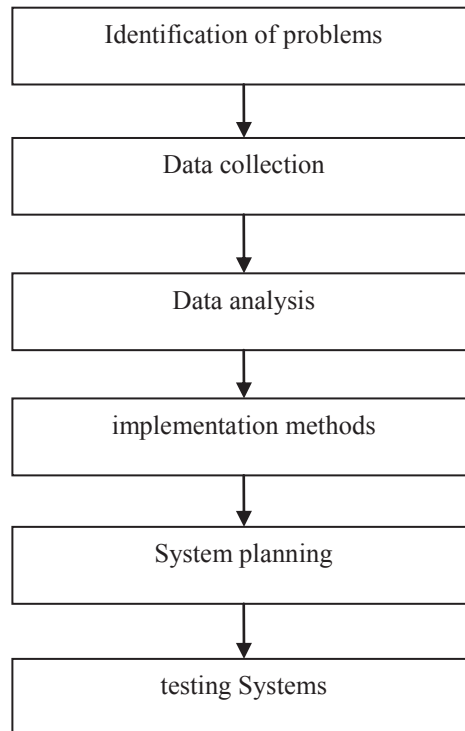 Identification of problems
Data collection
Data analysis
implementation methods
System planning
testing Systems